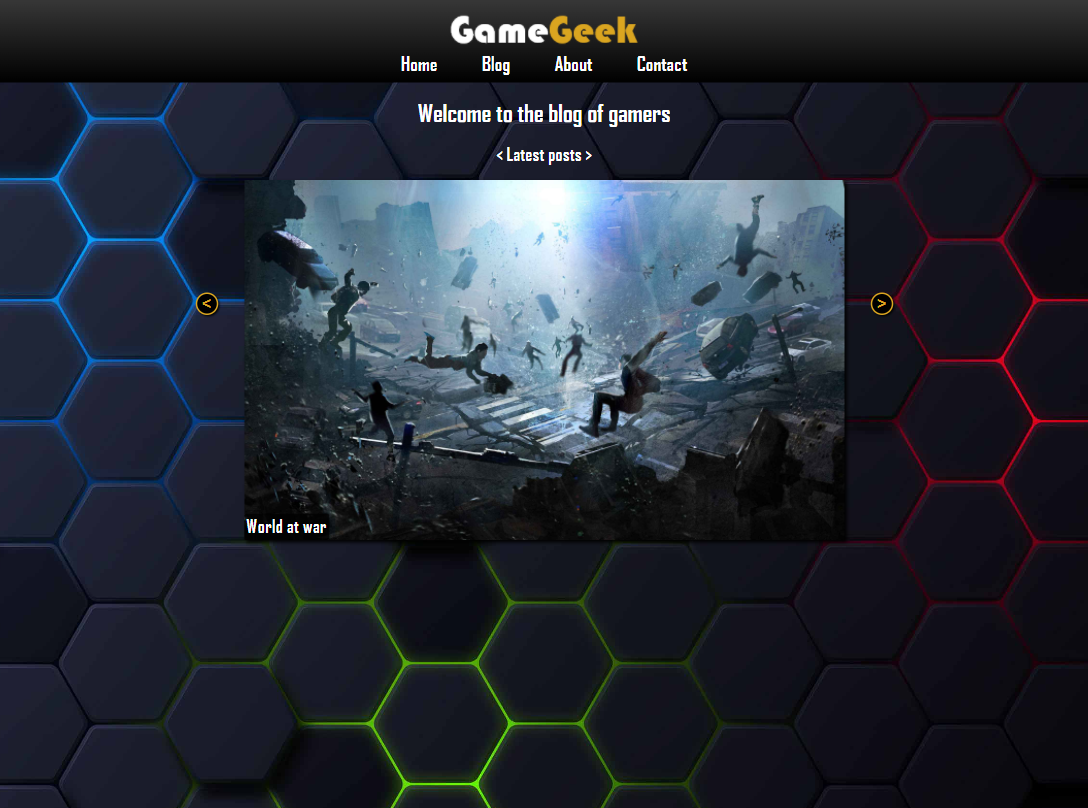 GameGeek
Home Blog About Contact
Welcome to the blog of gamers
< Latest posts >
< >
World at war